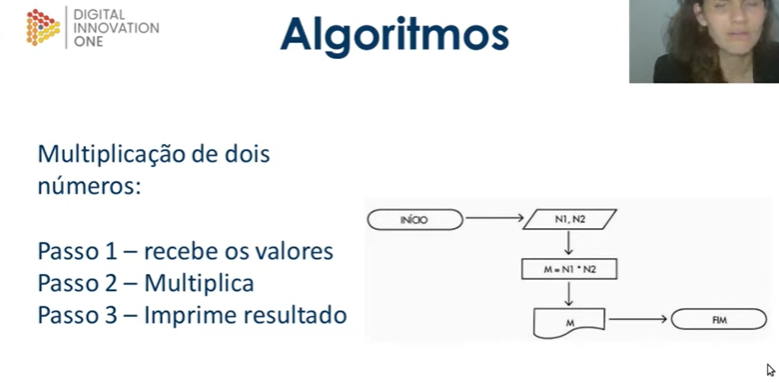 DIGITAL
INNOVATION
ONE
Algoritmos
Multiplicação de dois
números:
Passo 1 – recebe os valores
Passo 2 – Multiplica
Passo 3 – Imprime resultado
INÍCIO
N1, N2
M = N1 * N2
M
FIM